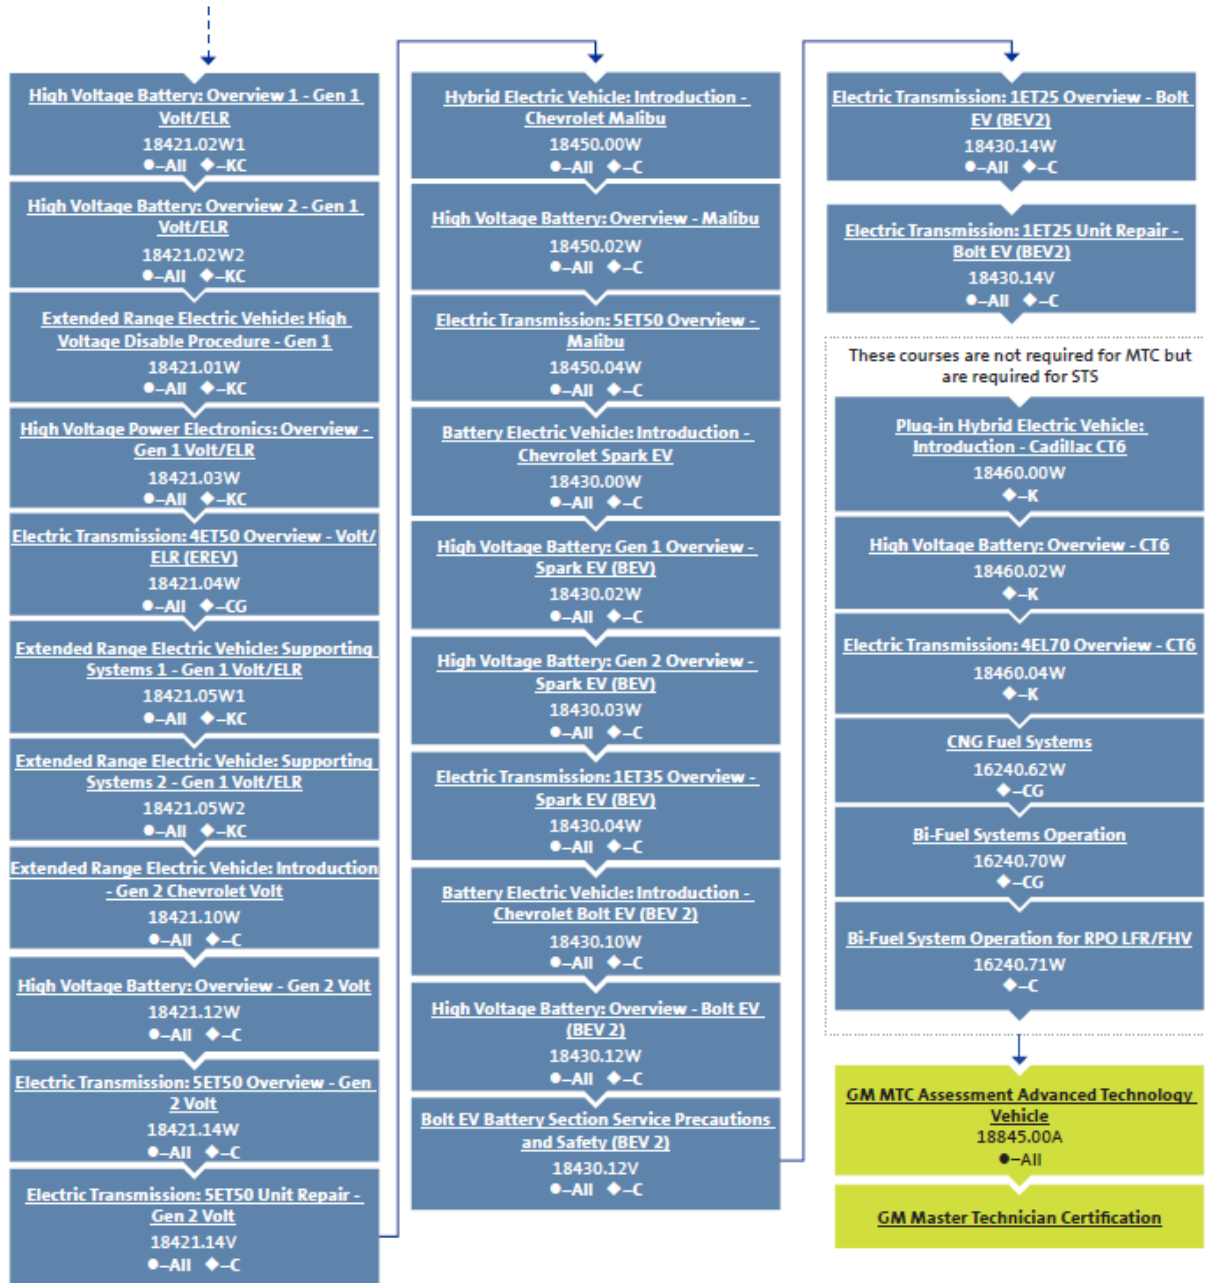 High Voltage Battery: Overview 1 - Gen 1
Volt/ELR
18421.02W1
●–All ◆–KC
High Voltage Battery: Overview 2 - Gen 1
Volt/ELR
18421.02W2
●–All ◆–KC
Extended Range Electric Vehicle: High
Voltage Disable Procedure - Gen 1
18421.01W
●–All ◆–KC
High Voltage Power Electronics: Overview -
Gen 1 Volt/ELR
18421.03W
●–All ◆–KC
Electric Transmission: 4ET50 Overview - Volt/
ELR (EREV)
18421.04W
●–All ◆–CG
Extended Range Electric Vehicle: Supporting
Systems 1 - Gen 1 Volt/ELR
18421.05W1
●–All ◆–KC
Extended Range Electric Vehicle: Supporting
Systems 2 - Gen 1 Volt/ELR
18421.05W2
●–All ◆–KC
Extended Range Electric Vehicle: Introduction
- Gen 2 Chevrolet Volt
18421.10W
●–All ◆–C
High Voltage Battery: Overview - Gen 2 Volt
18421.12W
●–All ◆–C
Electric Transmission: 5ET50 Overview - Gen
2 Volt
18421.14W
●–All ◆–C
Electric Transmission: 5ET50 Unit Repair -
Gen 2 Volt
18421.14V
●–All ◆–C
Hybrid Electric Vehicle: Introduction -
Chevrolet Malibu
18450.00W
●–All ◆–C
High Voltage Battery: Overview - Malibu
18450.02W
●–All ◆–C
Electric Transmission: 5ET50 Overview -
Malibu
18450.04W
●–All ◆–C
Battery Electric Vehicle: Introduction -
Chevrolet Spark EV
18430.00W
●–All ◆–C
High Voltage Battery: Gen 1 Overview -
Spark EV (BEV)
18430.02W
●–All ◆–C
High Voltage Battery: Gen 2 Overview -
Spark EV (BEV)
18430.03W
●–All ◆–C
Electric Transmission: 1ET35 Overview -
Spark EV (BEV)
18430.04W
●–All ◆–C
Battery Electric Vehicle: Introduction -
Chevrolet Bolt EV (BEV 2)
18430.10W
●–All ◆–C
High Voltage Battery: Overview - Bolt EV
(BEV 2)
18430.12W
●–All ◆–C
Bolt EV Battery Section Service Precautions
and Safety (BEV 2)
18430.12V
●–All ◆–C
Electric Transmission: 1ET25 Overview - Bolt
EV (BEV2)
18430.14W
●–All ◆–C
Electric Transmission: 1ET25 Unit Repair -
Bolt EV (BEV2)
18430.14V
●–All ◆–C
These courses are not required for MTC but
are required for STS
Plug-in Hybrid Electric Vehicle:
Introduction - Cadillac CT6
18460.00W
◆–K
High Voltage Battery: Overview - CT6
18460.02W
◆–K
Electric Transmission: 4EL70 Overview - CT6
18460.04W
◆–K
CNG Fuel Systems
16240.62W
◆–CG
Bi-Fuel Systems Operation
16240.70W
◆–CG
Bi-Fuel System Operation for RPO LFR/FHV
16240.71W
◆–C
GM MTC Assessment Advanced Technology
Vehicle
18845.00A
●–All
GM Master Technician Certification